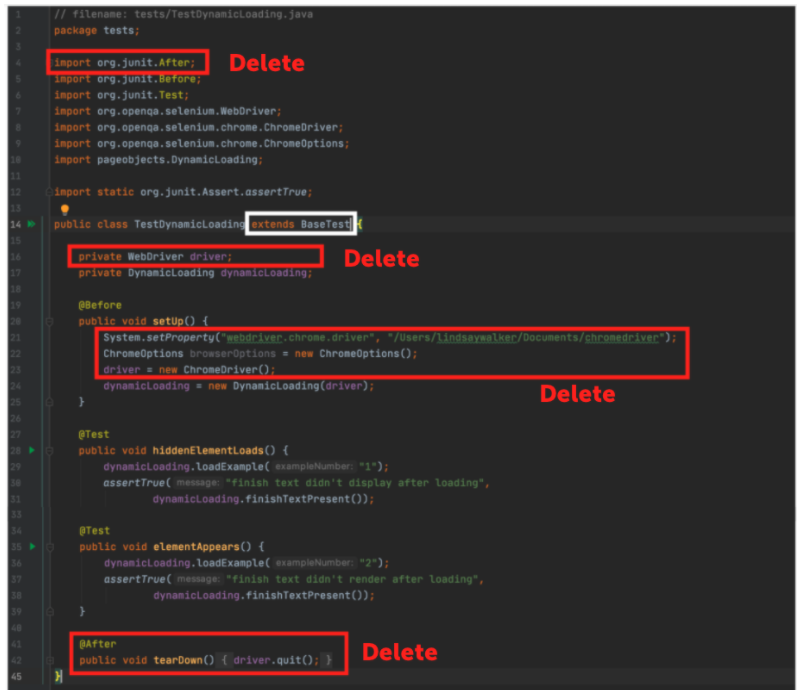 1 // filename: tests/TestDynamicLoading.java
2 package tests;
3
4 import org.junit.After; Delete
5 import org.junit.Before;
6 import org.junit.Test;
7 import org.openqa.selenium.WebDriver;
8 import org.openqa.selenium.chrome.ChromeDriver;
9 import org.openqa.selenium.chrome.ChromeOptions;
10 import pageobjects.DynamicLoading;
11
12 import static org.junit.Assert.assertTrue;
13
14 public class TestDynamicLoading extends BaseTest {
15
16 private WebDriver driver; Delete
17 private DynamicLoading dynamicLoading;
18
19 @Before
20 public void setUp() {
21 System.setProperty("webdriver.chrome.driver", "/Users/lindsaywalker/Documents/chromedriver");
22 ChromeOptions browserOptions = new ChromeOptions();
23 driver = new ChromeDriver();
24 dynamicLoading = new DynamicLoading(driver); Delete
25 }
26
27 @Test
28 public void hiddenElementLoads() {
29 dynamicLoading.loadExample( exampleNumber: "1");
30 assertTrue( message: "finish text didn't display after loading",
31 dynamicLoading.finishTextPresent());
33
34 @Test
35 public void elementAppears() {
36 dynamicLoading.loadExample( exampleNumber: "2");
37 assertTrue( message: "finish text didn't render after loading",
38 dynamicLoading.finishTextPresent());
39 }
40
41 @After
42 public void tearDown() { driver.quit(); } Delete
45 }